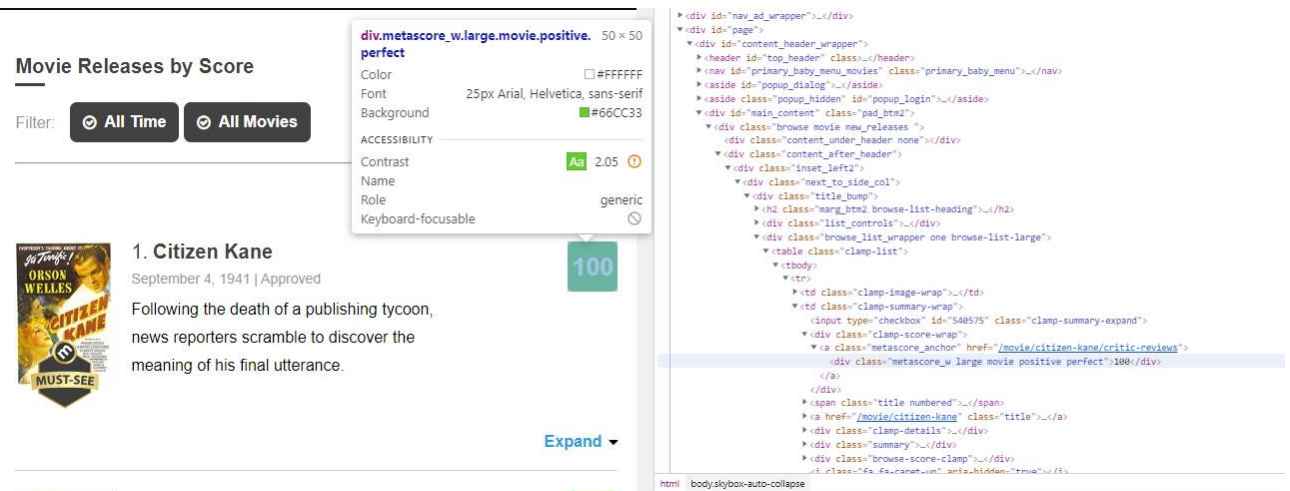 Movie Releases by Score
Filter:
All Time
All Movies
div.metascore_w.large.movie.positive.
perfect
50 × 50
Color
#FFFFFF
Font
25px Arial, Helvetica, sans-serif
Background
#66CC33
ACCESSIBILITY
Contrast
Aa 2.05
Name
Role
generic
Keyboard-focusable
ORSON
WELLES
CITIZEN
KANE
MUST-SEE
1. Citizen Kane
September 4, 1941 | Approved
Following the death of a publishing tycoon,
news reporters scramble to discover the
meaning of his final utterance.
100
Expand
<div id="nav_ad_wrapper">…</div>
<div id="page">
<div id="content_header_wrapper">
<header id="top_header" class>…</header>
<nav id="primary_baby_menu_movies" class="primary_baby_menu">…</nav>
<aside id="popup_dialog">…</aside>
<aside class="popup_hidden" id="popup_login">…</aside>
<div id="main_content" class="pad_btm2">
<div class="browse movie new_releases ">
<div class="content_under_header none"></div>
<div class="content_after_header">
<div class="inset_left2">
<div class="next_to_side_col">
<div class="title_bump">
<h2 class="marg_btm2 browse-list-heading">…</h2>
<div class="list_controls">…</div>
<div class="browse_list_wrapper one browse-list-large">
<table class="clamp-list">
<tbody>
<tr>
<td class="clamp-image-wrap">…</td>
<td class="clamp-summary-wrap">
<input type="checkbox" id="540575" class="clamp-summary-expand">
<div class="clamp-score-wrap">
<a class="metascore_anchor" href="/movie/citizen-kane/critic-reviews">
<div class="metascore_w large movie positive perfect">100</div>
</a>
</div>
<span class="title numbered">…</span>
<a href="/movie/citizen-kane" class="title">…</a>
<div class="clamp-details">…</div>
<div class="summary">…</div>
<div class="browse-score-clamp">…</div>
<i class="fa fa-caret-up" aria-hidden="true"></i>
html body.skybox-auto-collapse